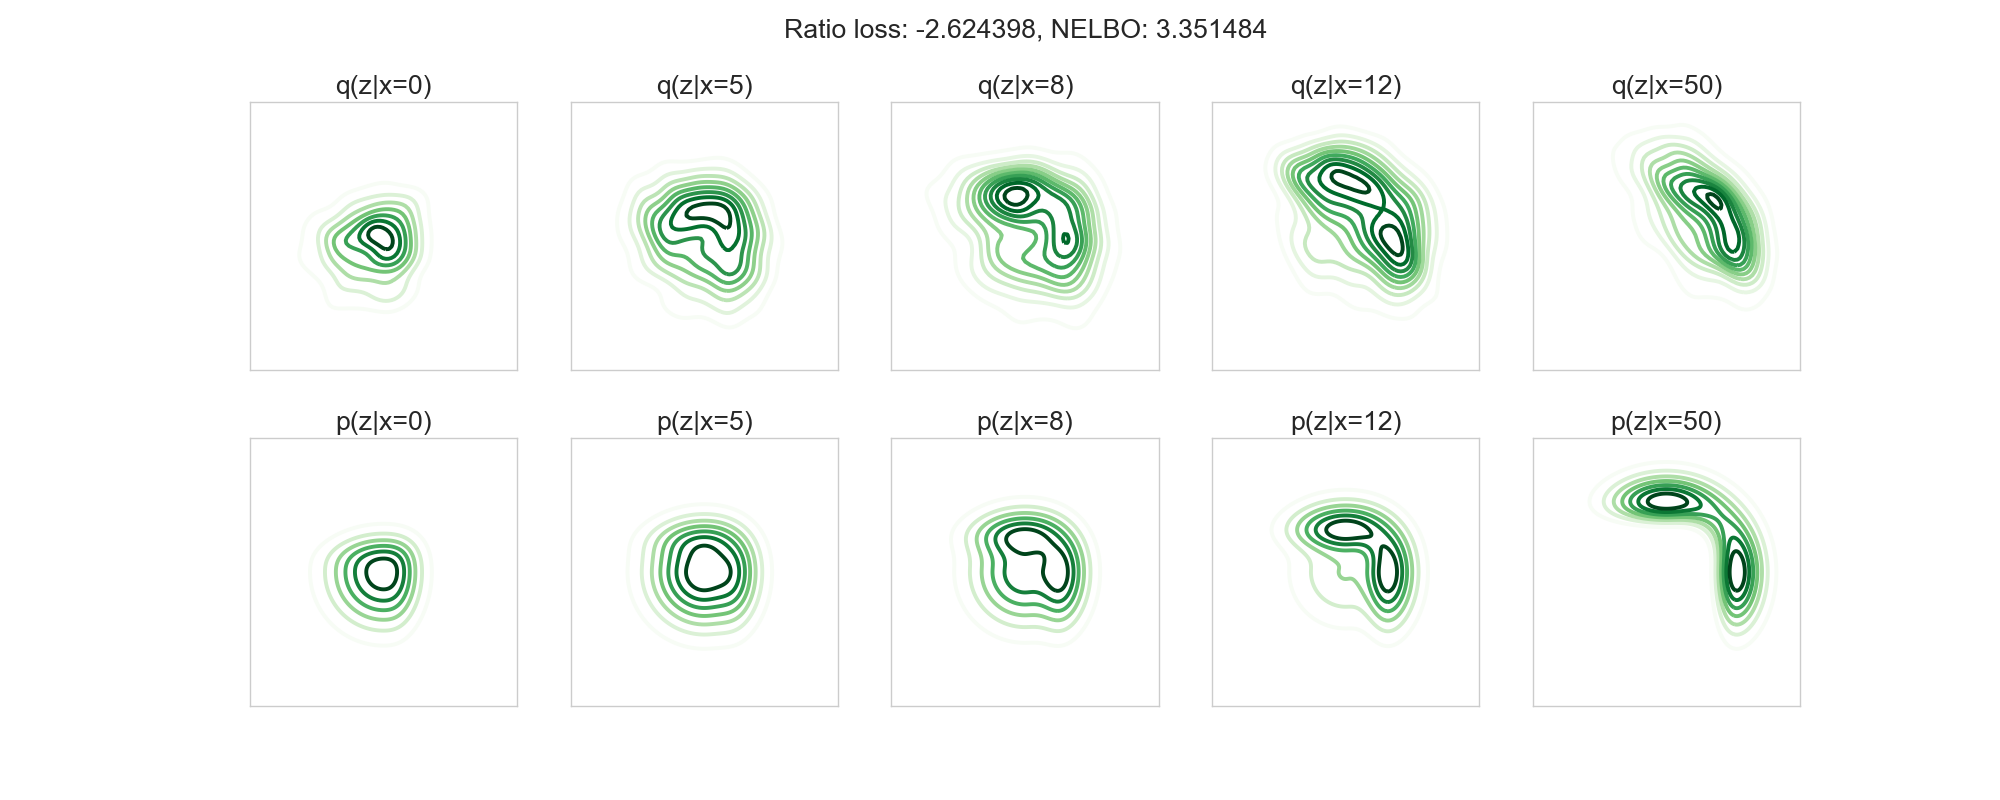 Ratio loss: -2.624398, NELBO: 3.351484
q(z|x=0) q(z|x=5) q(z|x=8) q(z|x=12) q(z|x=50)
p(z|x=0) p(z|x=5) p(z|x=8) p(z|x=12) p(z|x=50)